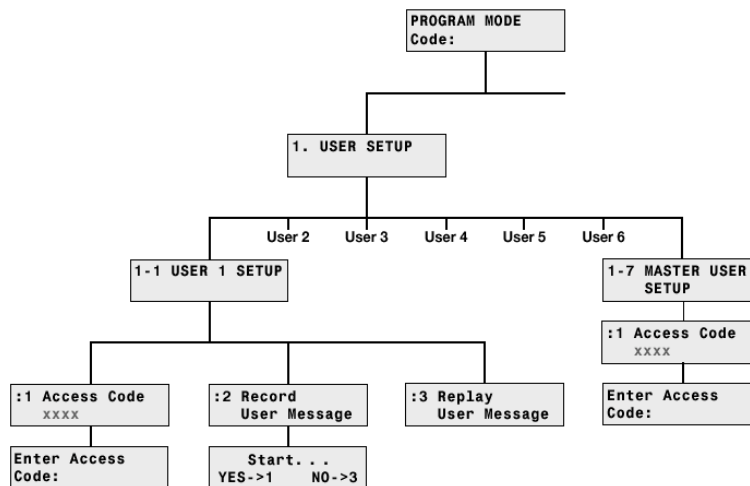 PROGRAM MODE
Code:
1. USER SETUP
User 2
User 3
User 4
User 5
User 6
1-1 USER 1 SETUP
1-7 MASTER USER
SETUP
:1 Access Code
xxxx
:1 Access Code
xxxx
Enter Access
Code:
:2 Record
User Message
Start...
YES->1 NO->3
:3 Replay
User Message
Enter Access
Code: